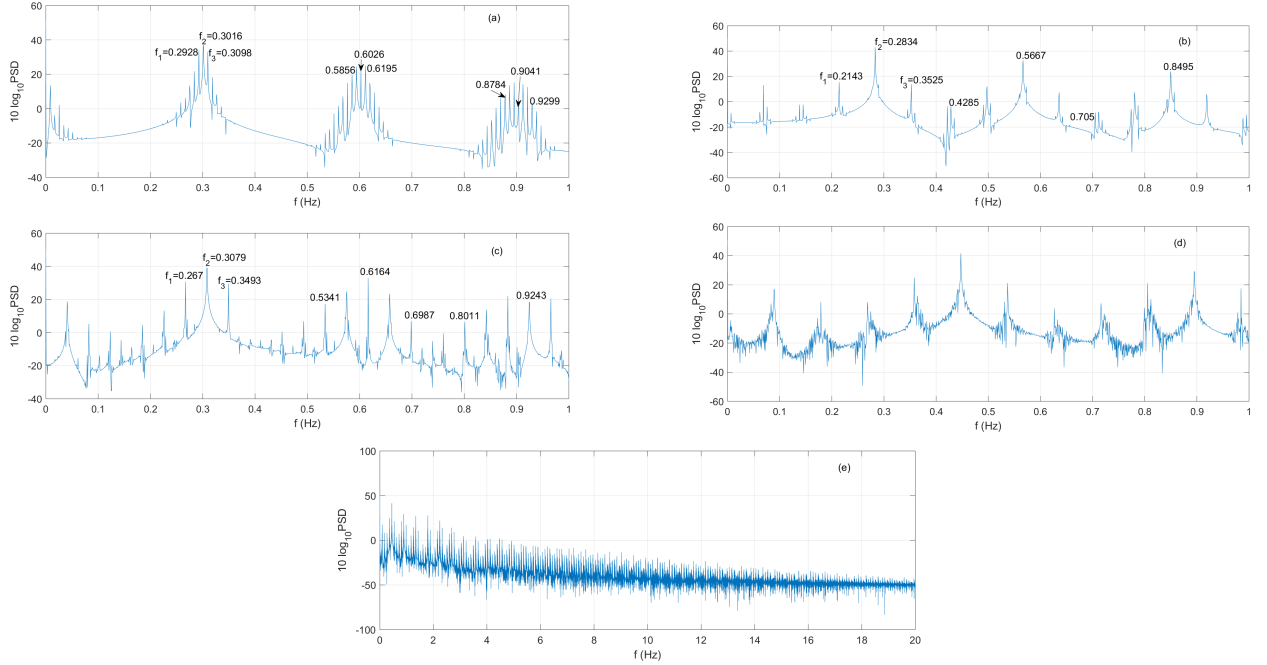 (a)
f2=0.3016
f1=0.2928
f3=0.3098
0.6026
0.5856
0.6195
0.9041
0.8784
0.9299
10 log10PSD
60
40
20
0
-20
-40
0 0.1 0.2 0.3 0.4 0.5 0.6 0.7 0.8 0.9 1
f (Hz)
(b)
f2=0.2834
f1=0.2143
f3=0.3525
0.5667
0.8495
0.4285
0.705
10 log10PSD
60
40
20
0
-20
-40
-60
0 0.1 0.2 0.3 0.4 0.5 0.6 0.7 0.8 0.9 1
f (Hz)
(c)
f2=0.3079
f1=0.267
f3=0.3493
0.6164
0.5341
0.6987
0.8011
0.9243
10 log10PSD
60
40
20
0
-20
-40
0 0.1 0.2 0.3 0.4 0.5 0.6 0.7 0.8 0.9 1
f (Hz)
(d)
10 log10PSD
60
40
20
0
-20
-40
-60
0 0.1 0.2 0.3 0.4 0.5 0.6 0.7 0.8 0.9 1
f (Hz)
(e)
10 log10PSD
100
50
0
-50
-100
0 2 4 6 8 10 12 14 16 18 20
f (Hz)